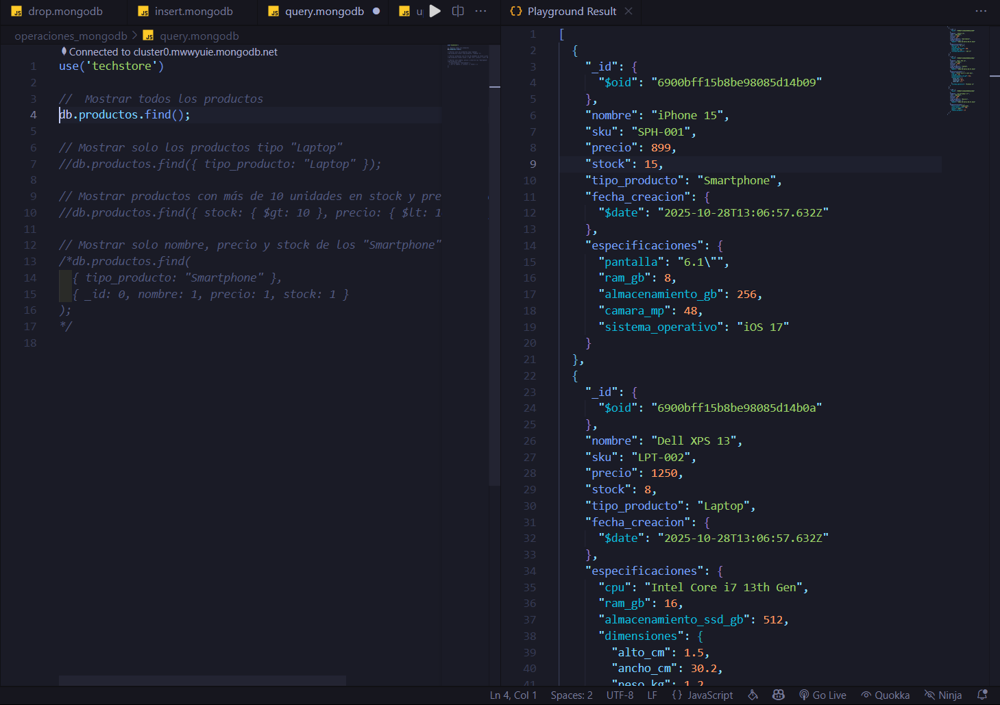 drop.mongodb
insert.mongodb
query.mongodb
u
operaciones_mongodb > query.mongodb
Connected to cluster0.mwwyuie.mongodb.net
1 use('techstore')
2
3 //  Mostrar todos los productos
4 db.productos.find();
5
6 // Mostrar solo los productos tipo "Laptop"
7 //db.productos.find({ tipo_producto: "Laptop" });
8
9 // Mostrar productos con más de 10 unidades en stock y pre
10 //db.productos.find({ stock: { $gt: 10 }, precio: { $lt: 1
11
12 // Mostrar solo nombre, precio y stock de los "Smartphone"
13 /*db.productos.find(
14   { tipo_producto: "Smartphone" },
15   { _id: 0, nombre: 1, precio: 1, stock: 1 }
16 );
17 */
18
Playground Result
1 [
2   {
3     "_id": {
4       "$oid": "6900bff15b8be98085d14b09"
5     },
6     "nombre": "iPhone 15",
7     "sku": "SPH-001",
8     "precio": 899,
9     "stock": 15,
10     "tipo_producto": "Smartphone",
11     "fecha_creacion": {
12       "$date": "2025-10-28T13:06:57.632Z"
13     },
14     "especificaciones": {
15       "pantalla": "6.1\"",
16       "ram_gb": 8,
17       "almacenamiento_gb": 256,
18       "camara_mp": 48,
19       "sistema_operativo": "iOS 17"
20     }
21   },
22   {
23     "_id": {
24       "$oid": "6900bff15b8be98085d14b0a"
25     },
26     "nombre": "Dell XPS 13",
27     "sku": "LPT-002",
28     "precio": 1250,
29     "stock": 8,
30     "tipo_producto": "Laptop",
31     "fecha_creacion": {
32       "$date": "2025-10-28T13:06:57.632Z"
33     },
34     "especificaciones": {
35       "cpu": "Intel Core i7 13th Gen",
36       "ram_gb": 16,
37       "almacenamiento_ssd_gb": 512,
38       "dimensiones": {
39         "alto_cm": 1.5,
40         "ancho_cm": 30.2,
41         "peso_kg": 1.2
Ln 4, Col 1  Spaces: 2  UTF-8  LF  {} JavaScript  Go Live  Quokka  Ninja